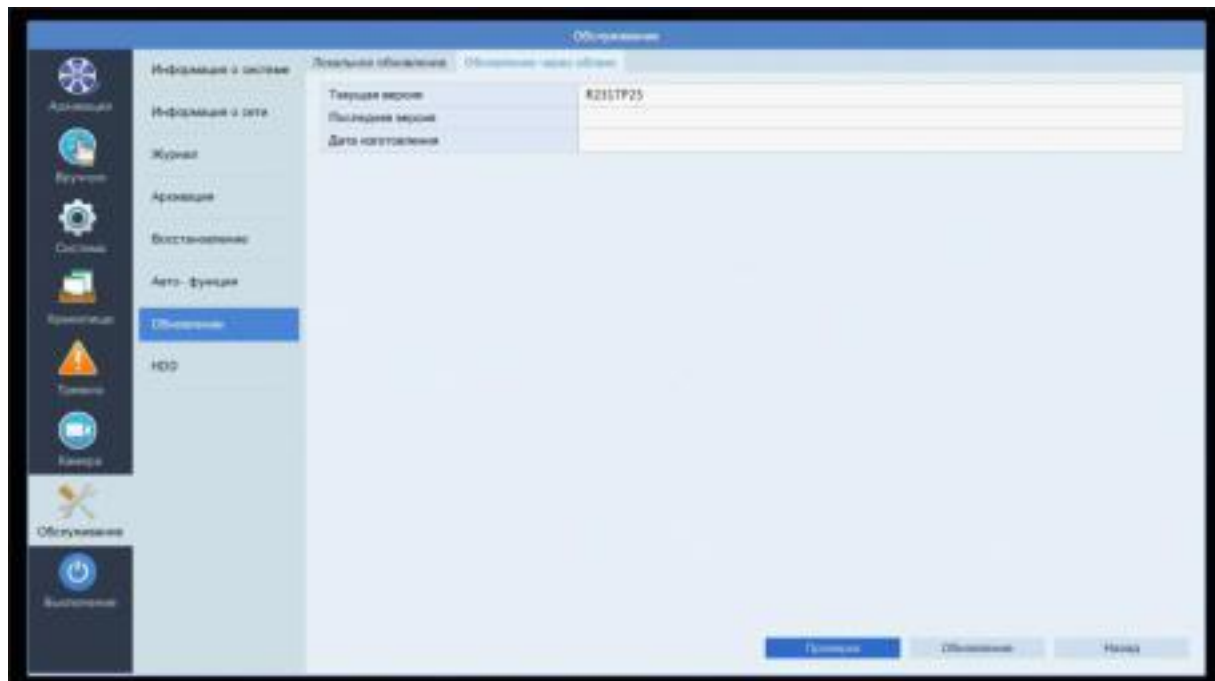 Обслуживание
Архивация
Вручную
Система
Хранилище
Тревога
Камера
Обслуживание
Выключение
Информация о системе
Информация о сети
Журнал
Архивация
Восстановление
Авто- функция
Обновление
HDD
Локальное обновление Обновление через облако
Текущая версия R2317P25
Последняя версия
Дата изготовления
Проверка Обновление Назад